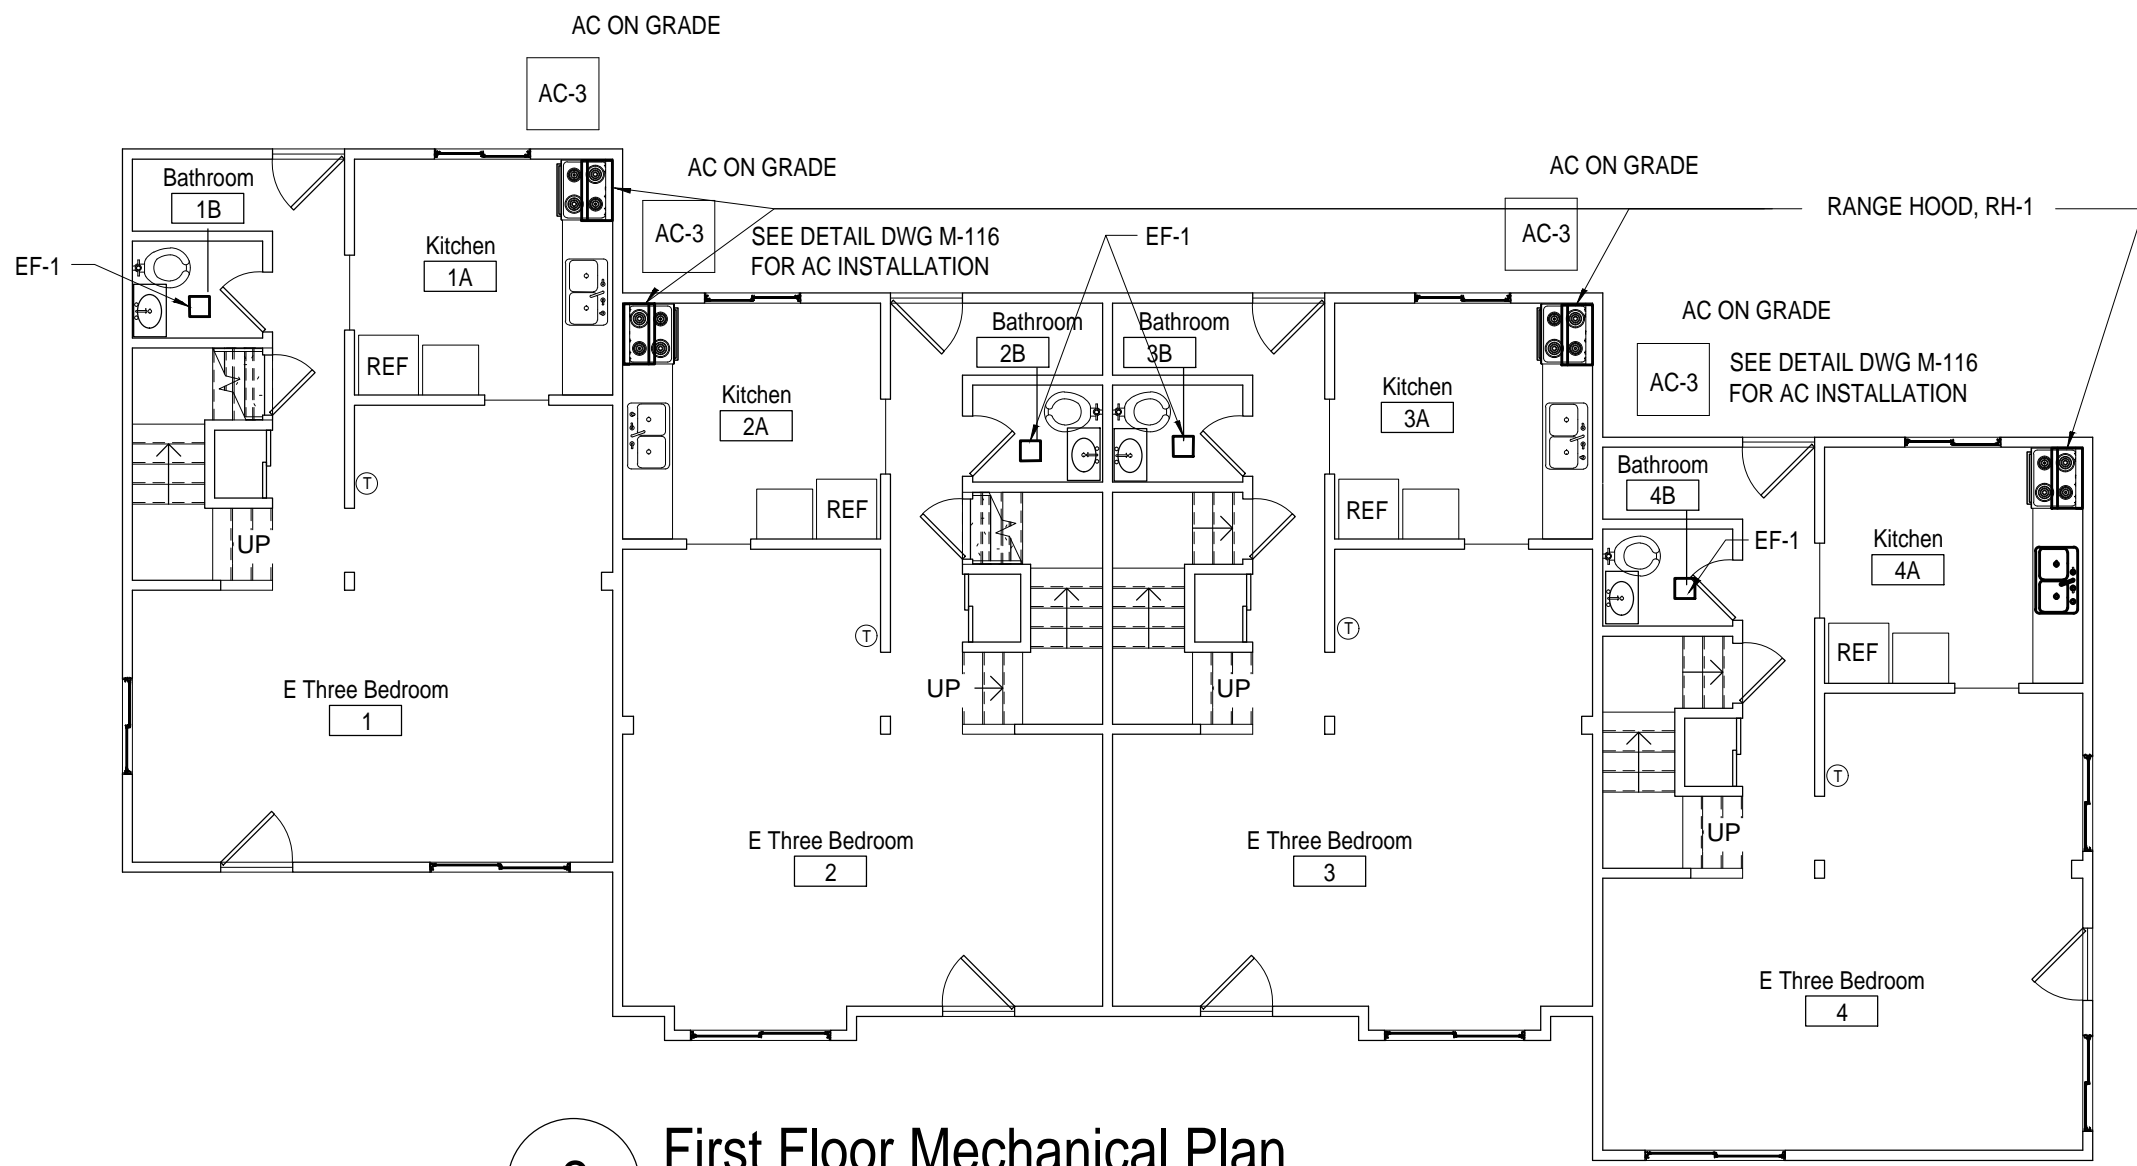 AC ON GRADE
AC-3
Bathroom
1B
AC ON GRADE
AC ON GRADE
RANGE HOOD, RH-1
AC-3
SEE DETAIL DWG M-116
FOR AC INSTALLATION
EF-1
AC-3
Kitchen
1A
EF-1
AC ON GRADE
Bathroom
2B
Bathroom
3B
REF
AC-3
SEE DETAIL DWG M-116
FOR AC INSTALLATION
Kitchen
2A
Kitchen
3A
Bathroom
4B
T
REF
REF
UP
EF-1
Kitchen
4A
T
T
REF
E Three Bedroom
1
UP
UP
T
E Three Bedroom
2
E Three Bedroom
3
UP
E Three Bedroom
4
First Floor Mechanical Plan